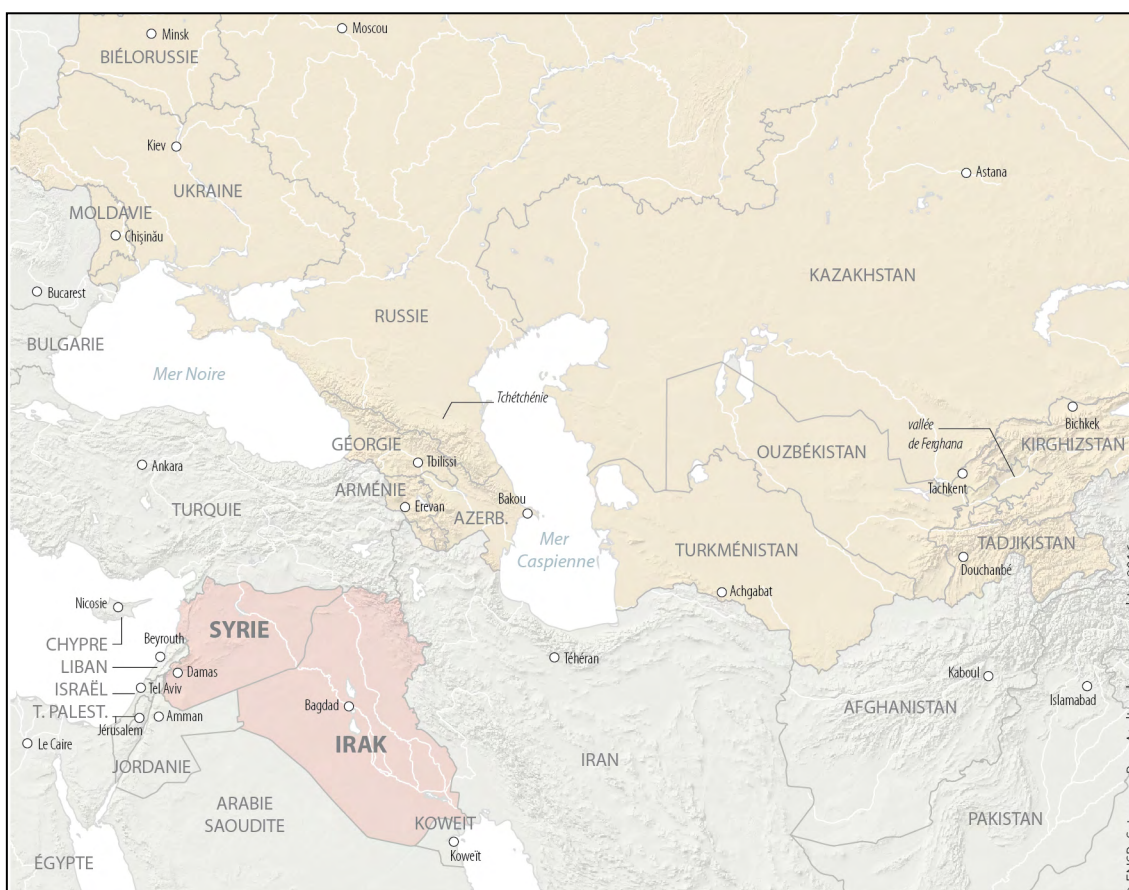 Minsk
Moscou
BIÉLORUSSIE
Kiev
Astana
UKRAINE
MOLDAVIE
Chişinău
KAZAKHSTAN
Bucarest
RUSSIE
BULGARIE
Mer Noire
Tchétchénie
Bichkek
vallée
de Ferghana
KIRGHIZSTAN
GÉORGIE
Tbilissi
OUZBÉKISTAN
Ankara
Tachkent
ARMÉNIE
Bakou
Erevan
AZERB.
TURQUIE
Mer
Caspienne
TURKMÉNISTAN
TADJIKISTAN
Douchanbé
Achgabat
Nicosie
SYRIE
CHYPRE
Beyrouth
LIBAN
Téhéran
Damas
Kaboul
ISRAËL
Tel Aviv
Islamabad
T. PALEST.
Bagdad
AFGHANISTAN
Jérusalem
Amman
Le Caire
IRAK
IRAN
JORDANIE
ARABIE
SAOUDITE
KOWEIT
PAKISTAN
Koweït
ÉGYPTE